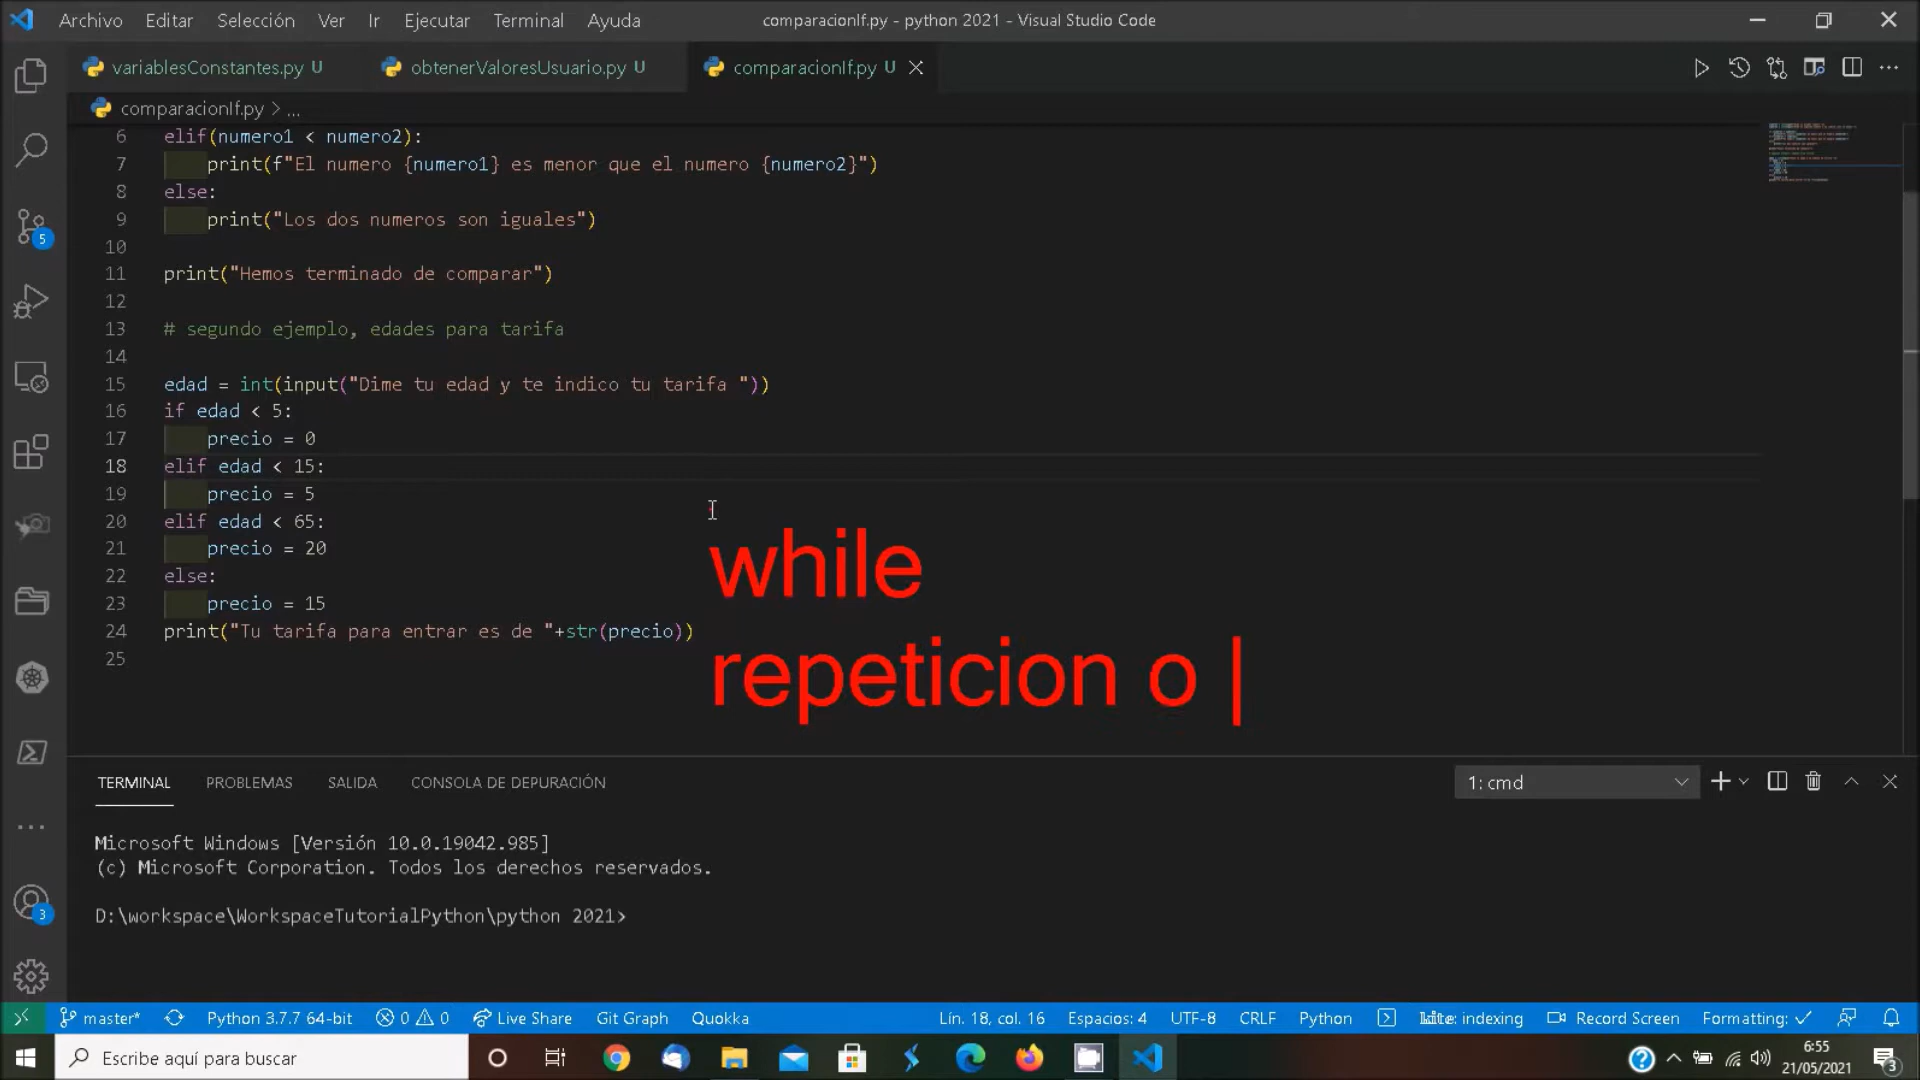 Archivo Editar Selección Ver Ir Ejecutar Terminal Ayuda comparacionIf.py - python 2021 - Visual Studio Code
variablesConstantes.py U obtenerValoresUsuario.py U comparacionIf.py U
comparacionIf.py > ...
6 elif(numero1 < numero2):
7 print(f"El numero {numero1} es menor que el numero {numero2}")
8 else:
9 print("Los dos numeros son iguales")
10
11 print("Hemos terminado de comparar")
12
13 # segundo ejemplo, edades para tarifa
14
15 edad = int(input("Dime tu edad y te indico tu tarifa "))
16 if edad < 5:
17 precio = 0
18 elif edad < 15:
19 precio = 5
20 elif edad < 65:
21 precio = 20
22 else:
23 precio = 15
24 print("Tu tarifa para entrar es de "+str(precio))
25
while
repeticion o |
5
3
TERMINAL PROBLEMAS SALIDA CONSOLA DE DEPURACIÓN 1: cmd
Microsoft Windows [Versión 10.0.19042.985]
(c) Microsoft Corporation. Todos los derechos reservados.
D:\workspace\WorkspaceTutorialPython\python 2021>
master* Python 3.7.7 64-bit 0 0 Live Share Git Graph Quokka Lín. 18, col. 16 Espacios: 4 UTF-8 CRLF Python indexing Record Screen Formatting: ✓
Escribe aquí para buscar 6:55
21/05/2021 3